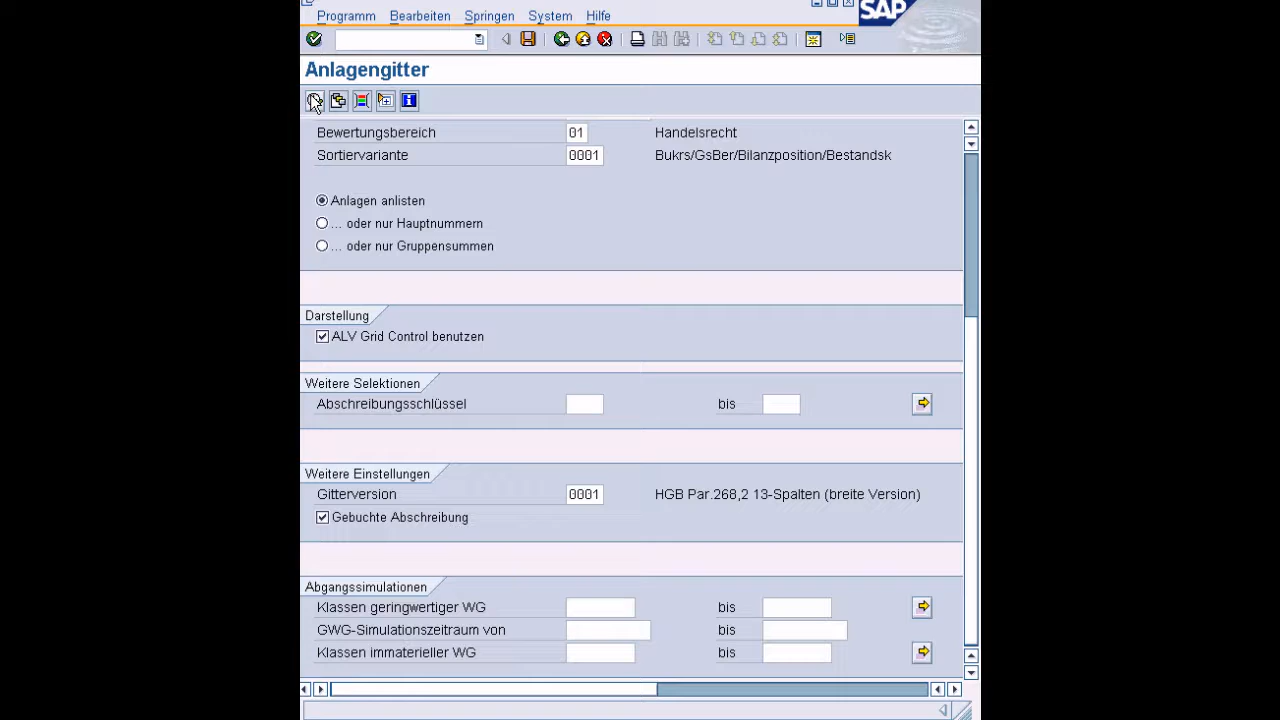 Programm Bearbeiten Springen System Hilfe
SAP
Anlagengitter
Bewertungsbereich 01 Handelsrecht
Sortiervariante 0001 Bukrs/GsBer/Bilanzposition/Bestandsk
Anlagen anlisten
... oder nur Hauptnummern
... oder nur Gruppensummen
Darstellung
ALV Grid Control benutzen
Weitere Selektionen
Abschreibungsschlüssel bis
Weitere Einstellungen
Gitterversion 0001 HGB Par.268,2 13-Spalten (breite Version)
Gebuchte Abschreibung
Abgangssimulationen
Klassen geringwertiger WG bis
GWG-Simulationszeitraum von bis
Klassen immaterieller WG bis